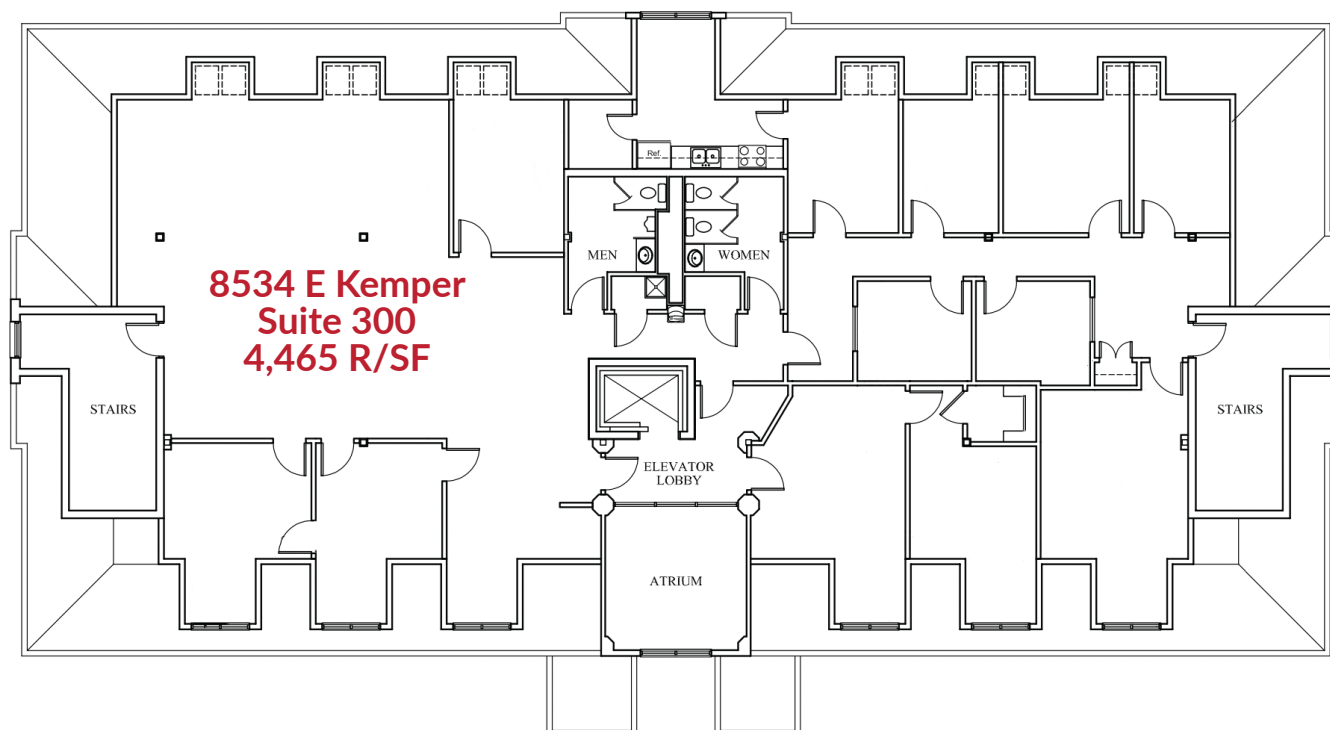 Ref.
MEN
WOMEN
8534 E Kemper
Suite 300
4,465 R/SF
STAIRS
STAIRS
ELEVATOR
LOBBY
ATRIUM